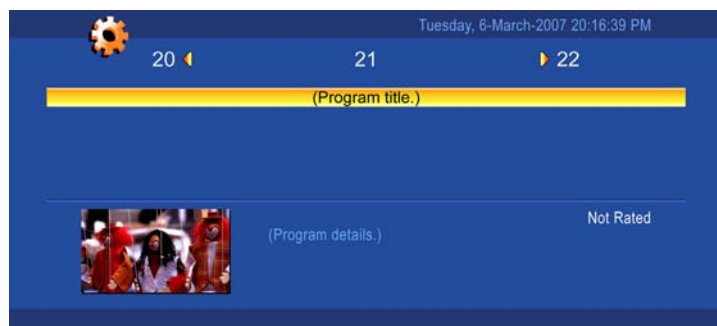 Tuesday, 6-March-2007 20:16:39 PM
20 21 22
(Program title.)
Not Rated
(Program details.)